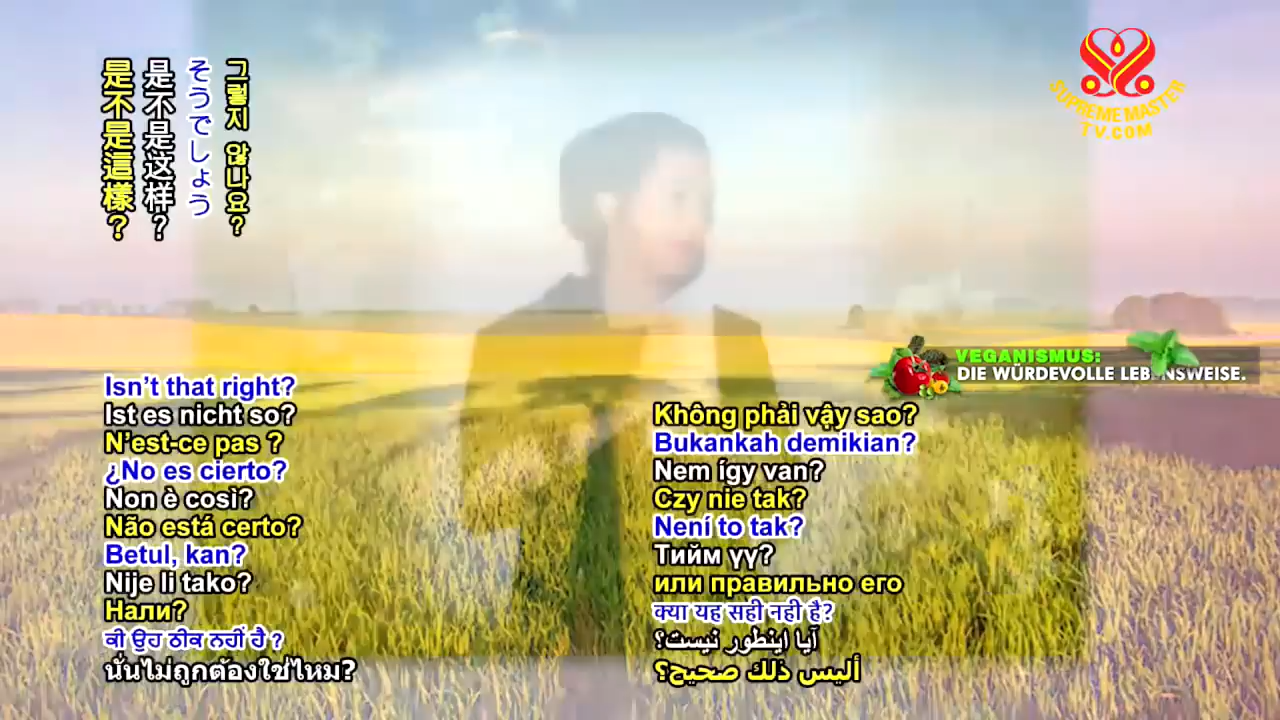 是不是這樣？
是不是这样？
そうでしょう
그렇지 않나요?
SUPREME MASTER
TV.COM
Isn't that right?
Ist es nicht so?
N'est-ce pas ?
¿No es cierto?
Non è così?
Não está certo?
Betul, kan?
Nije li tako?
Нали?
ਕੀ ਉਹ ਠੀਕ ਨਹੀਂ ਹੈ ?
นั่นไม่ถูกต้องใช่ไหม?
VEGANISMUS:
DIE WÜRDEVOLLE LEBENSWEISE.
Không phải vậy sao?
Bukankah demikian?
Nem így van?
Czy nie tak?
Není to tak?
Тийм үү?
или правильно его
क्या यह सही नही है?
آیا اینطور نیست؟
أليس ذلك صحيح؟